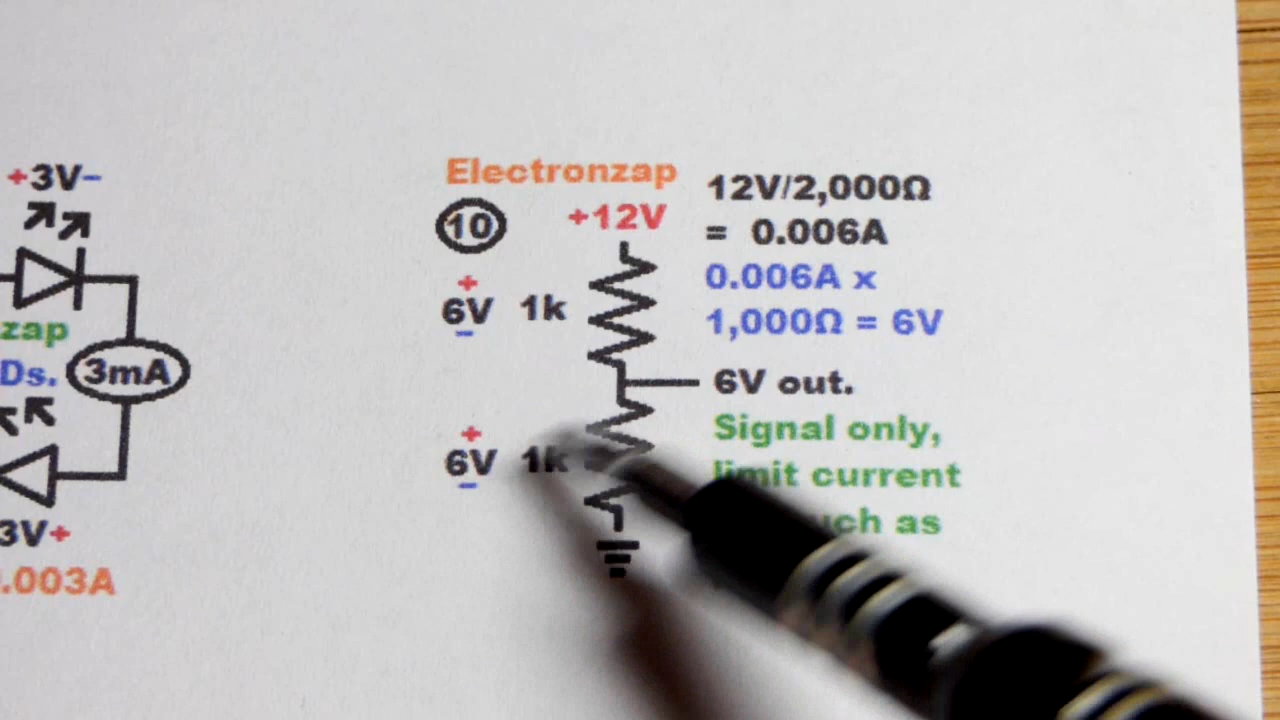 +3V-
zap
Ds.
3mA
3V+
.003A
Electronzap
10
+12V
+
6V 1k
-
+
6V 1k
-
12V/2,000Ω
= 0.006A
0.006A x
1,000Ω = 6V
6V out.
Signal only,
limit current
as